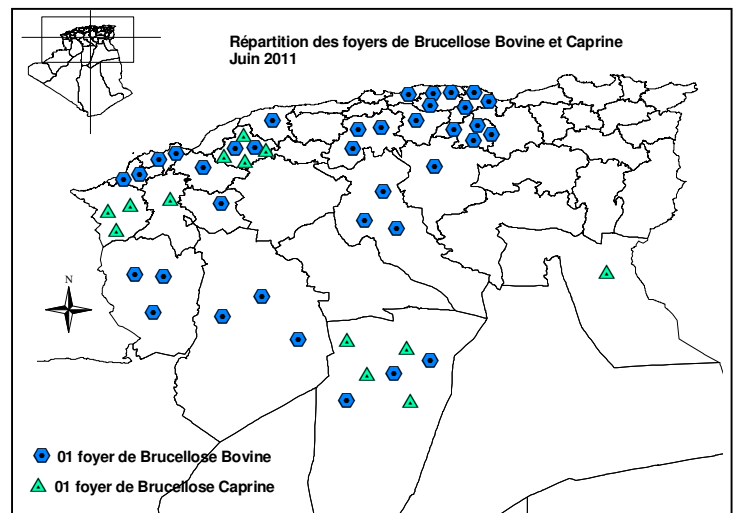 Répartition des foyers de Brucellose Bovine et Caprine
Juin 2011
N
01 foyer de Brucellose Bovine
01 foyer de Brucellose Caprine